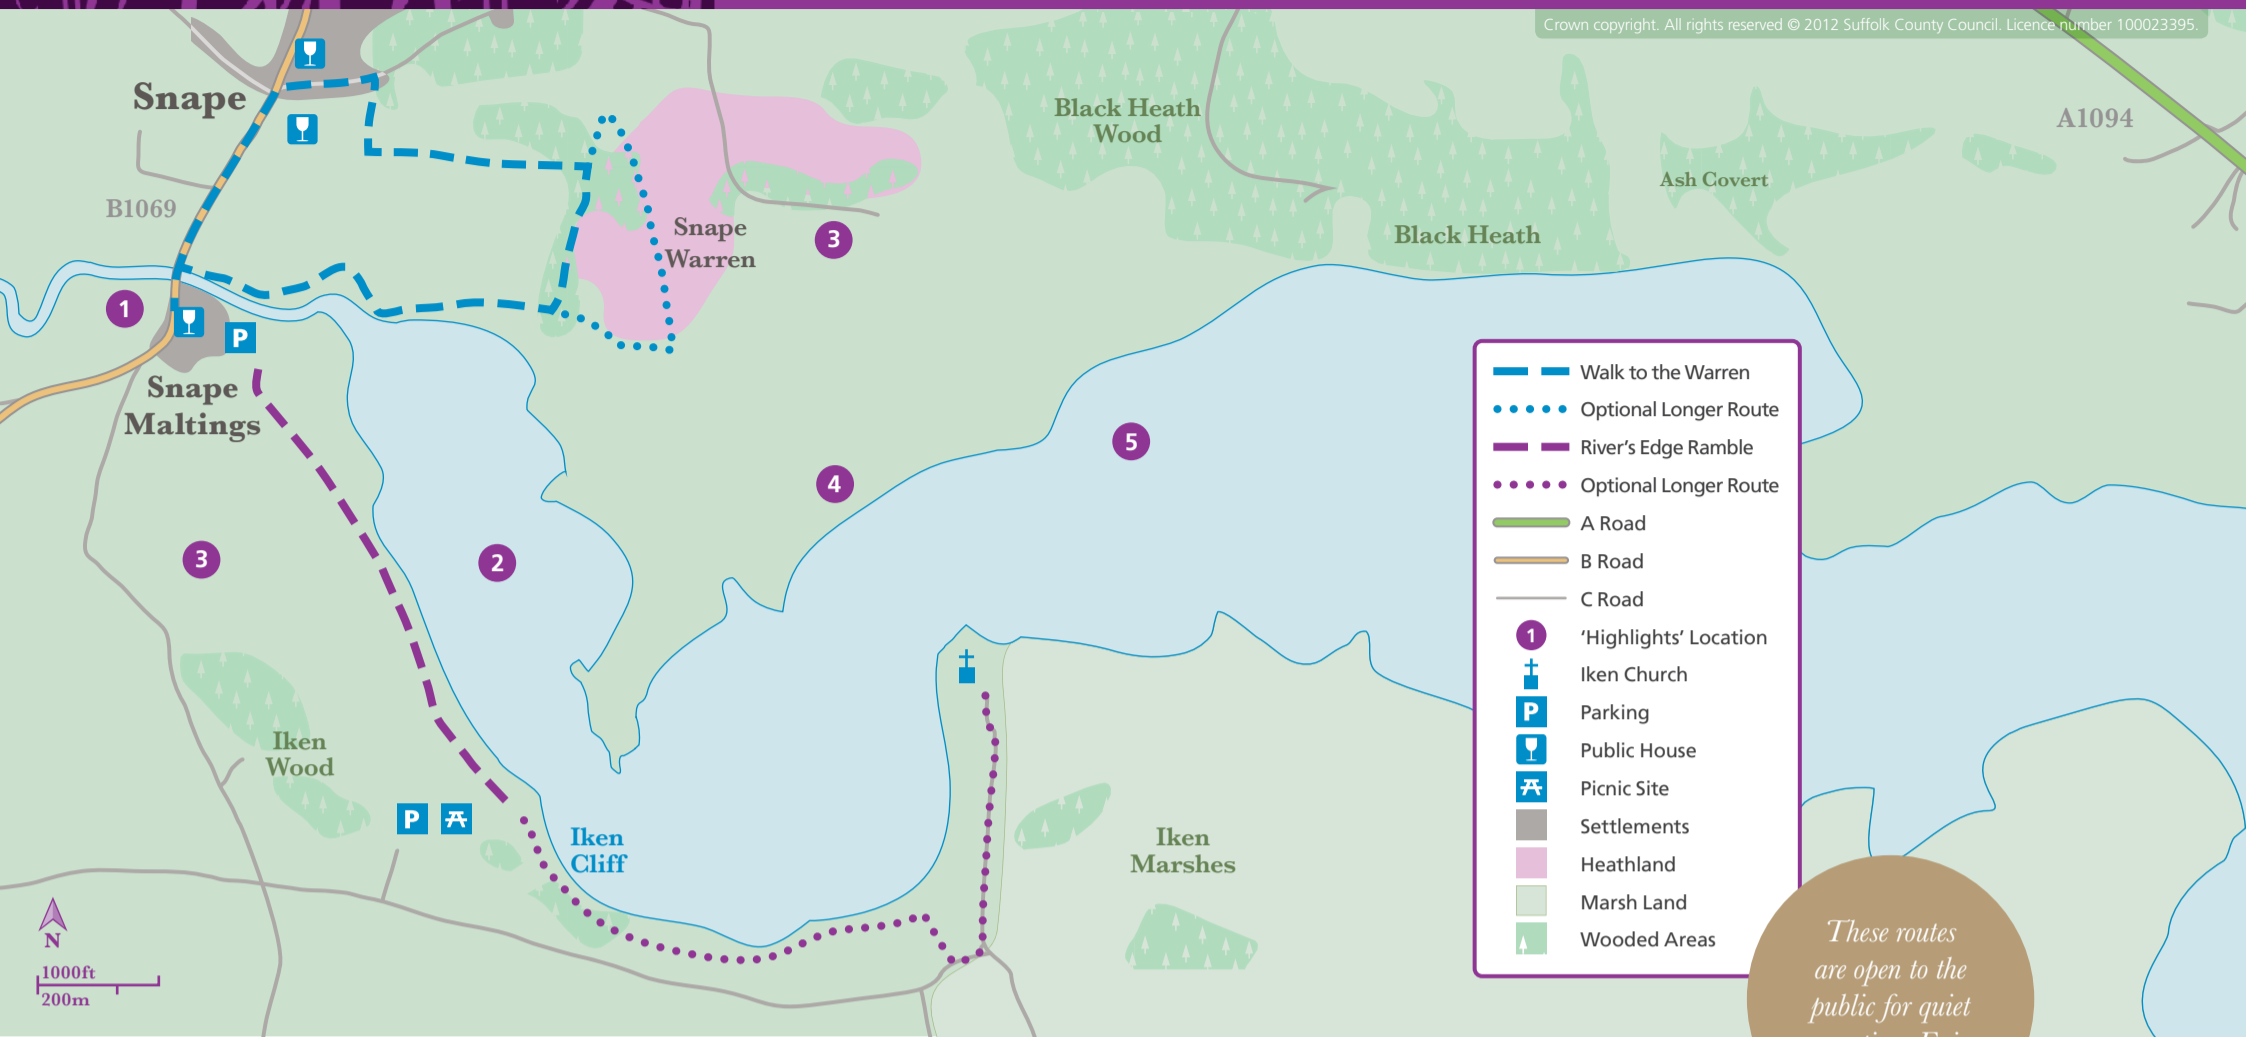 Crown copyright. All rights reserved © 2012 Suffolk County Council. Licence number 100023395.
Snape
B1069
Black Heath
Wood
A1094
Ash Covert
Snape
Warren
3
Black Heath
1
P
Snape
Maltings
5
4
3
2
Iken
Wood
P
Iken
Cliff
Iken
Marshes
N
1000ft
200m
Walk to the Warren
Optional Longer Route
River's Edge Ramble
Optional Longer Route
A Road
B Road
C Road
1 'Highlights' Location
Iken Church
P Parking
Public House
Picnic Site
Settlements
Heathland
Marsh Land
Wooded Areas
These routes
are open to the
public for quiet